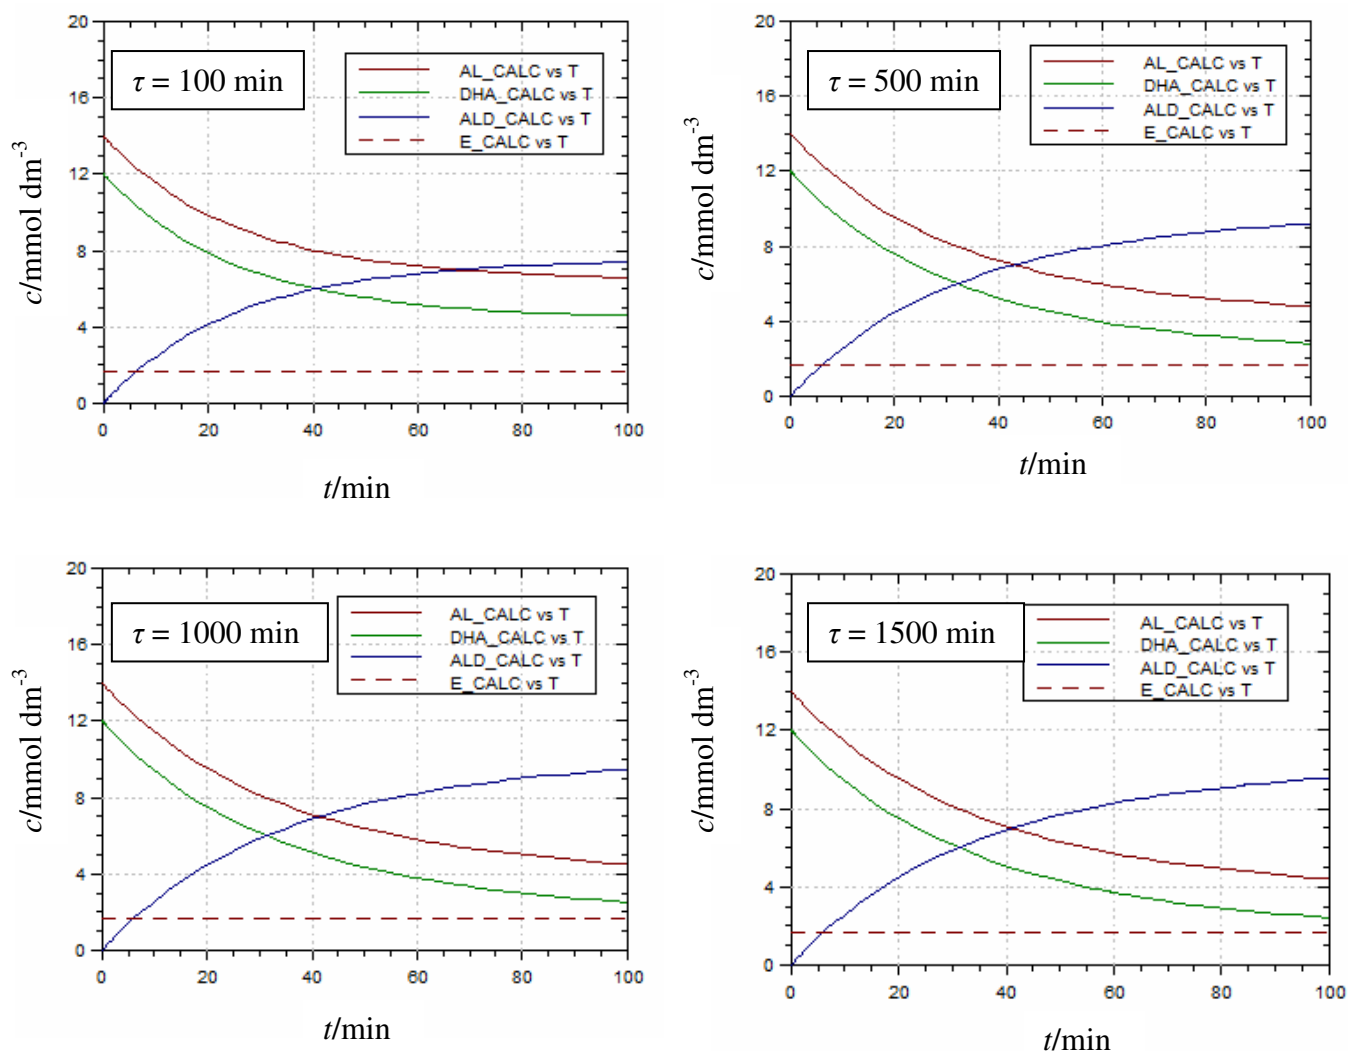 τ = 100 min
AL_CALC vs T
DHA_CALC vs T
ALD_CALC vs T
E_CALC vs T
c/mmol dm-3
20
16
12
8
4
0
0 20 40 60 80 100
t/min
τ = 500 min
AL_CALC vs T
DHA_CALC vs T
ALD_CALC vs T
E_CALC vs T
c/mmol dm-3
20
16
12
8
4
0
0 20 40 60 80 100
t/min
τ = 1000 min
AL_CALC vs T
DHA_CALC vs T
ALD_CALC vs T
E_CALC vs T
c/mmol dm-3
20
16
12
8
4
0
0 20 40 60 80 100
t/min
τ = 1500 min
AL_CALC vs T
DHA_CALC vs T
ALD_CALC vs T
E_CALC vs T
c/mmol dm-3
20
16
12
8
4
0
0 20 40 60 80 100
t/min